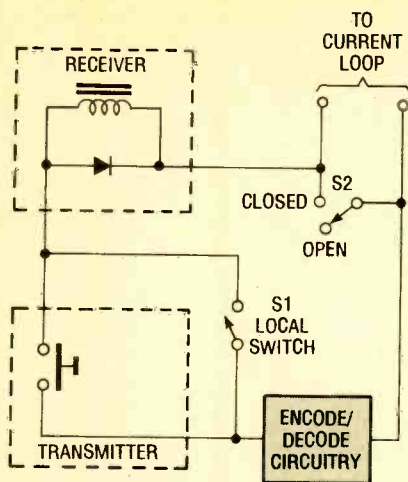 TO
CURRENT
LOOP
RECEIVER
CLOSED
S2
OPEN
S1
LOCAL
SWITCH
TRANSMITTER
ENCODE/
DECODE
CIRCUITRY